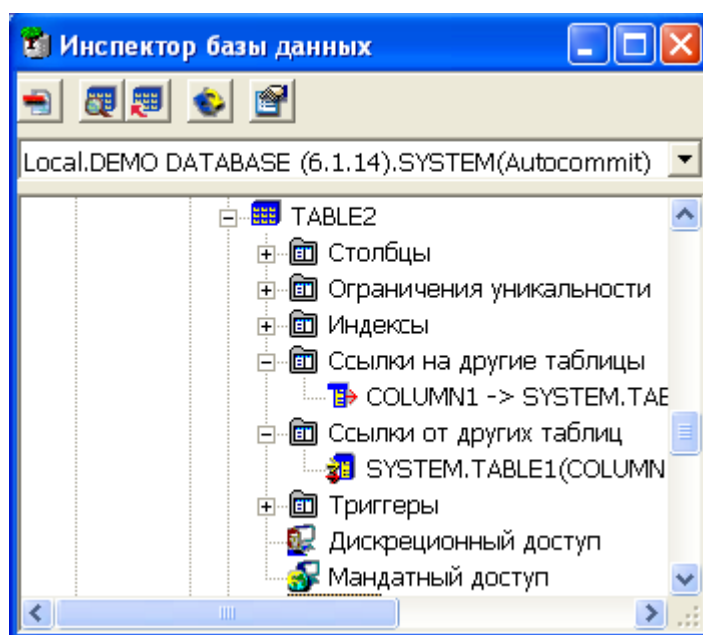 Инспектор базы данных
Local.DEMO DATABASE (6.1.14).SYSTEM(Autocommit)
TABLE2
Столбцы
Ограничения уникальности
Индексы
Ссылки на другие таблицы
COLUMN1 -> SYSTEM.TAB
Ссылки от других таблиц
SYSTEM.TABLE1(COLUMN
Триггеры
Дискреционный доступ
Мандатный доступ